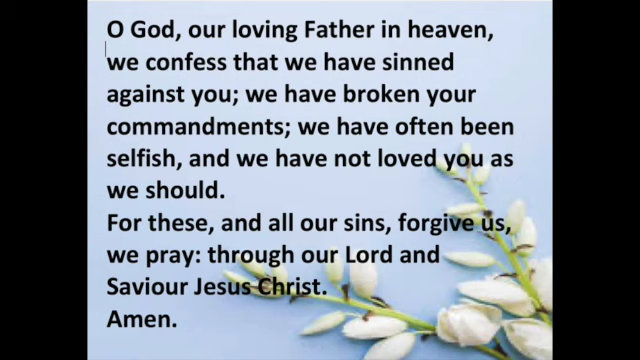 O God, our loving Father in heaven,
we confess that we have sinned
against you; we have broken your
commandments; we have often been
selfish, and we have not loved you as
we should.
For these, and all our sins, forgive us,
we pray: through our Lord and
Saviour Jesus Christ.
Amen.